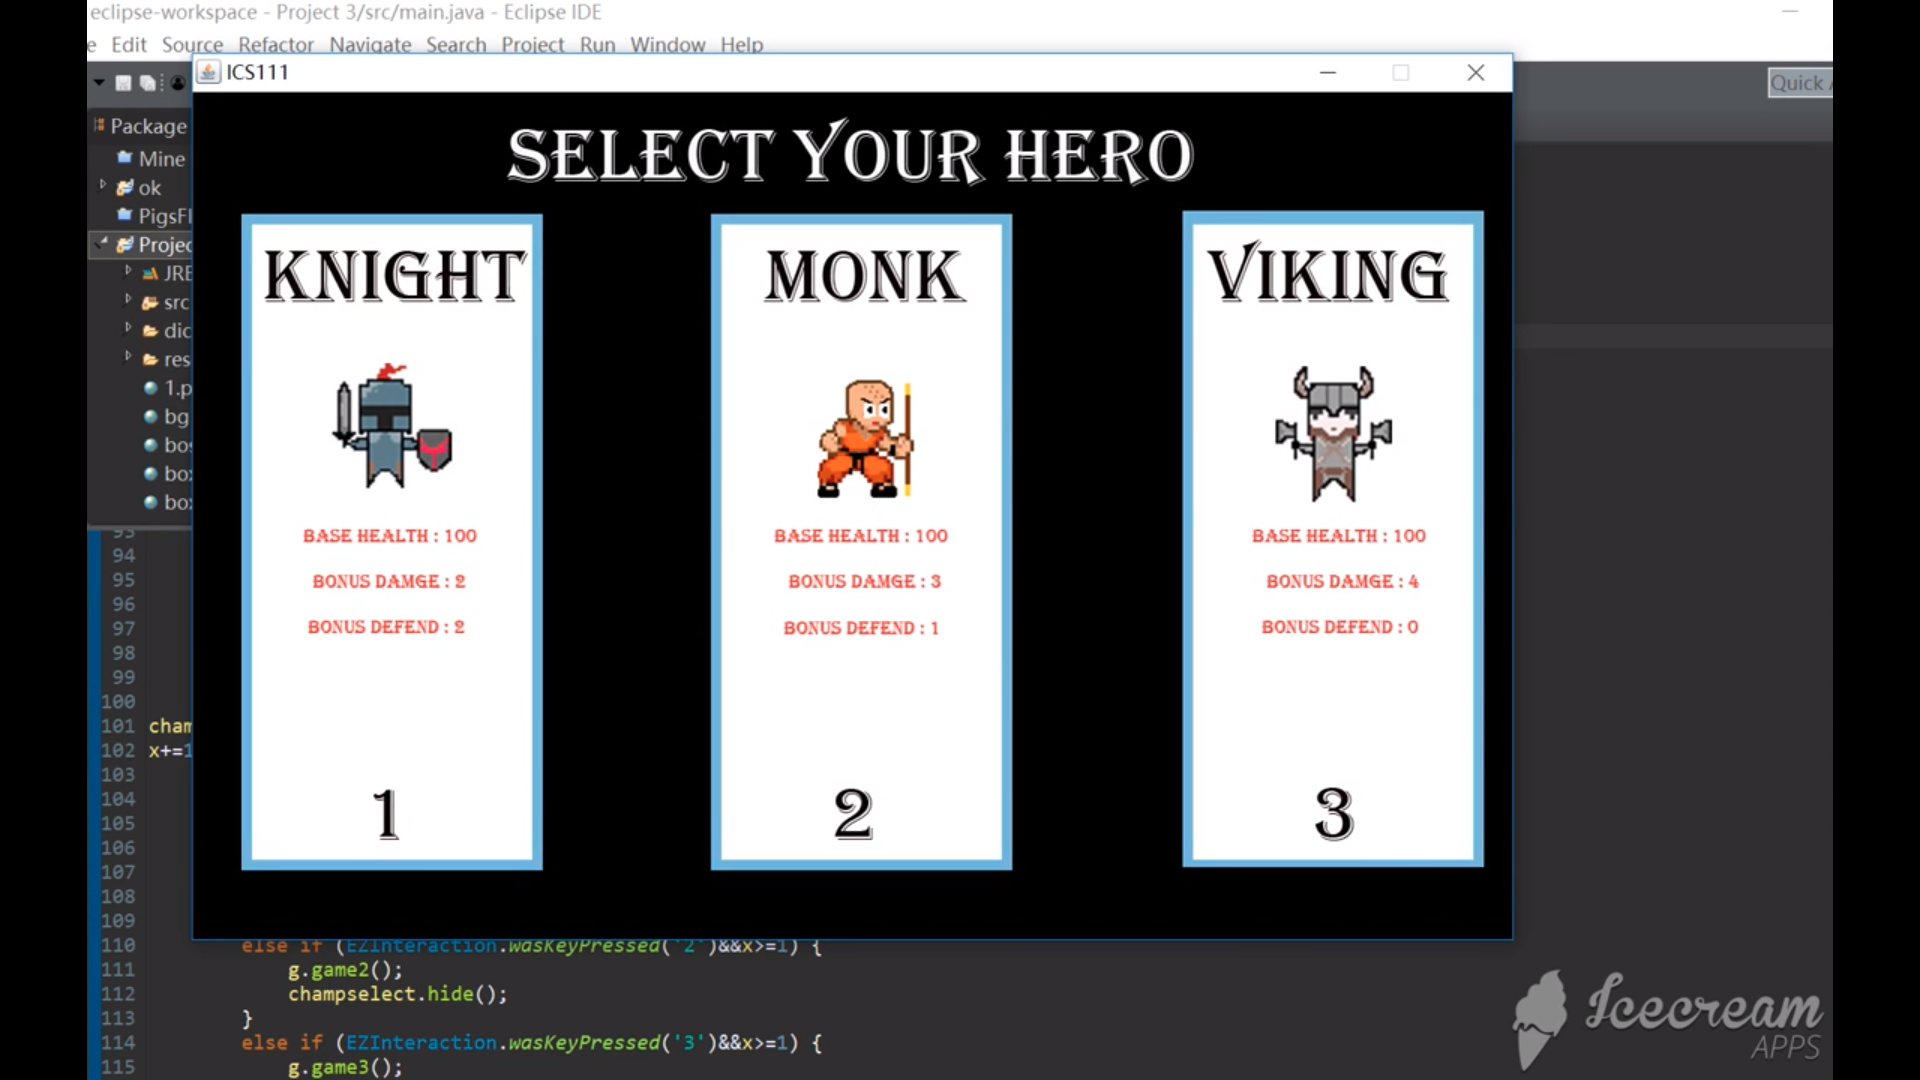 eclipse-workspace - Project 3/src/main.java - Eclipse IDE
e Edit Source Refactor Navigate Search Project Run Window Help
ICS111
Quick
Package
Mine
ok
PigsFl
Projec
JRE
src
dic
res
1.p
bg
bos
box
box
SELECT YOUR HERO
KNIGHT
BASE HEALTH : 100
BONUS DAMGE : 2
BONUS DEFEND : 2
1
MONK
BASE HEALTH : 100
BONUS DAMGE : 3
BONUS DEFEND : 1
2
VIKING
BASE HEALTH : 100
BONUS DAMGE : 4
BONUS DEFEND : 0
3
93
94
95
96
97
98
99
100
101 cham
102 x+=1
103
104
105
106
107
108
109
110 else if (EZInteraction.wasKeyPressed('2')&&x>=1) {
111 g.game2();
112 champselect.hide();
113 }
114 else if (EZInteraction.wasKeyPressed('3')&&x>=1) {
115 g.game3();
Icecream
APPS